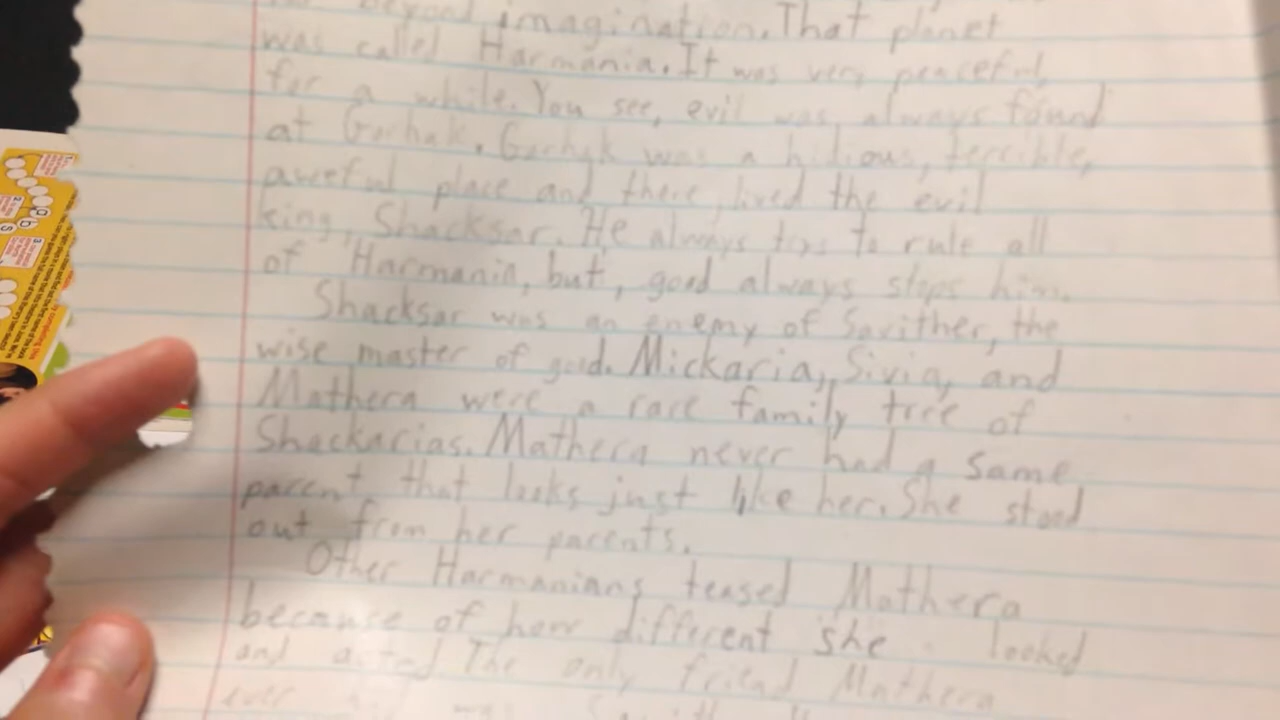 beyond imagination. That planet
was called Harmania. It was very peaceful
for a while. You see, evil was always found
at Gachak. Gachak was a hidious, terrible,
aweful place and there lived the evil
king, Shacksar. He always trys to rule all
of Harmania, but, good always stops him.
Shacksar was an enemy of Savither, the
wise master of good. Mickaria, Sivia, and
Mathera were a rare family tree of
Shackarias. Mathera never had a same
parent that looks just like her. She stood
out from her parents.
Other Harmanians teased Mathera
because of how different she looked
and acted. The only friend Mathera
ever was